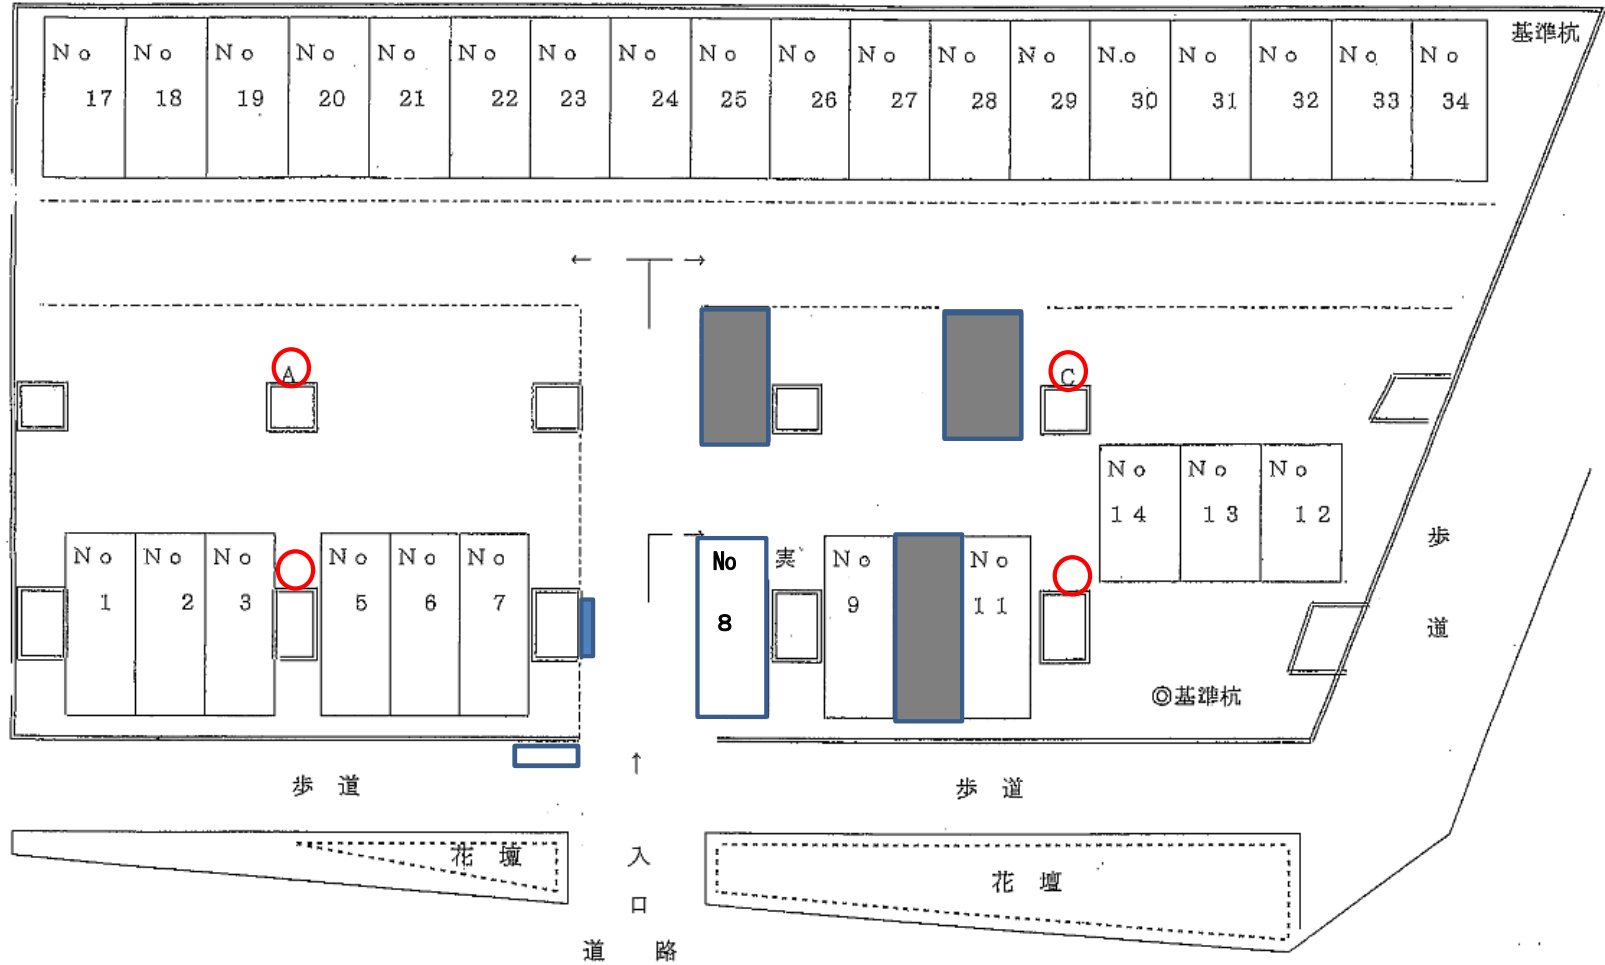 基準杭
No 17
No 18
No 19
No 20
No 21
No 22
No 23
No 24
No 25
No 26
No 27
No 28
No 29
N.o 30
No 31
No 32
No 33
No 34
← →
A
C
No 14
No 13
No 12
No 1
No 2
No 3
No 5
No 6
No 7
→
No 8
実
No 9
No 11
歩道
◎基準杭
↑
歩道
歩道
花壇
入口
花壇
道路